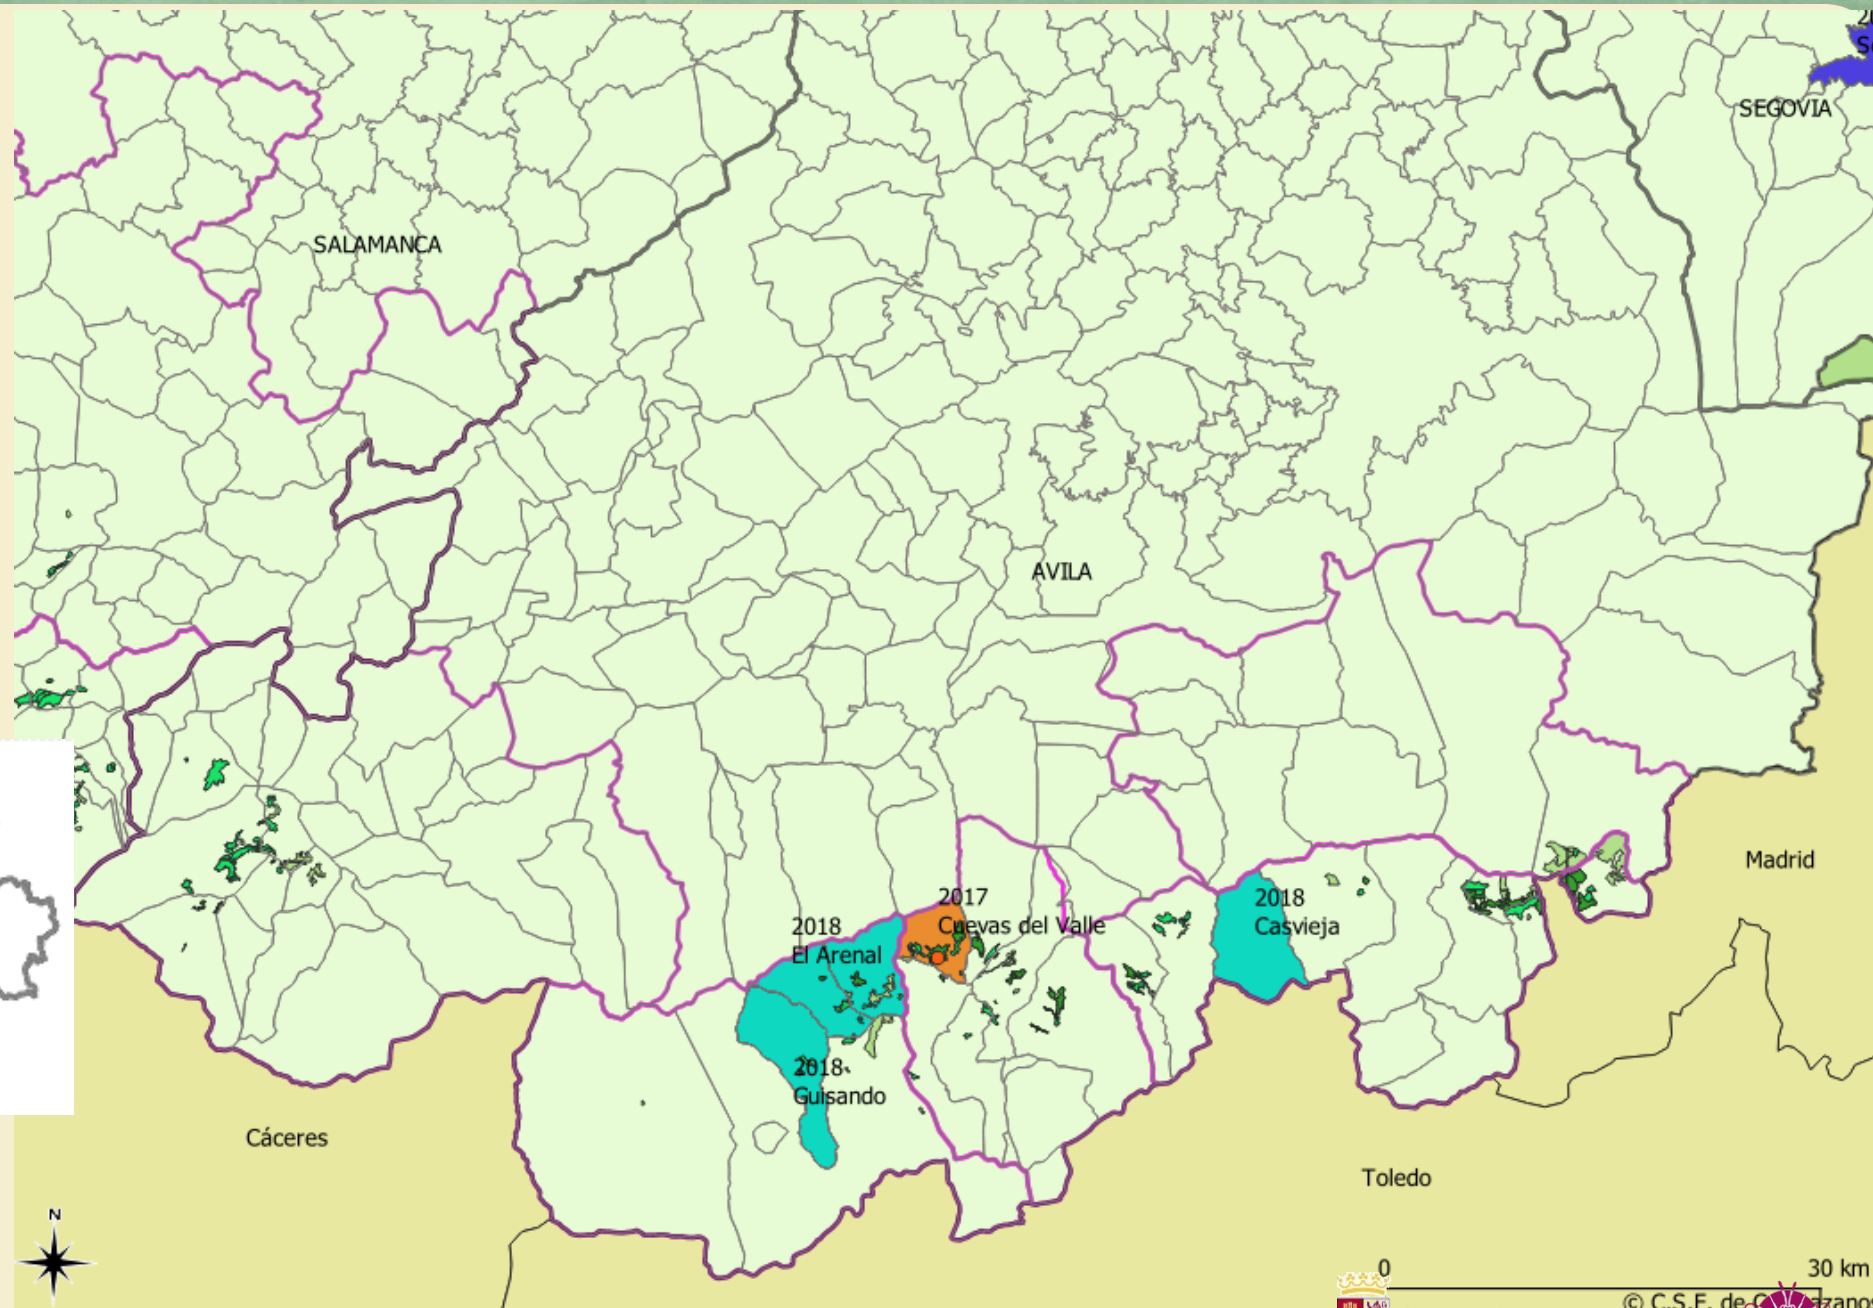 SEGOVIA
SALAMANCA
AVILA
Madrid
2017
Cuevas del Valle
2018
Casvieja
2018
El Arenal
2018
Guisando
Cáceres
Toledo
N
0
30 km
© C.S.F. de